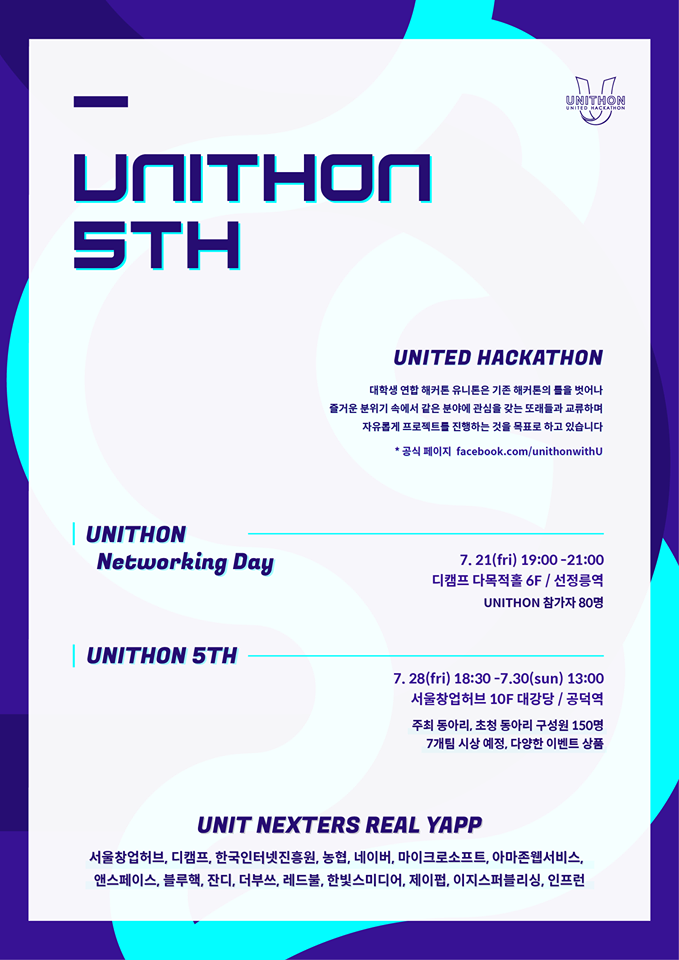 UNITHON
UNITED HACKATHON
UNITHON
5TH
UNITED HACKATHON
대학생 연합 해커톤 유니톤은 기존 해커톤의 틀을 벗어나
즐거운 분위기 속에서 같은 분야에 관심을 갖는 또래들과 교류하며
자유롭게 프로젝트를 진행하는 것을 목표로 하고 있습니다
* 공식 페이지 facebook.com/unithonwithU
UNITHON
Networking Day
7. 21(fri) 19:00 -21:00
디캠프 다목적홀 6F / 선정릉역
UNITHON 참가자 80명
UNITHON 5TH
7. 28(fri) 18:30 -7.30(sun) 13:00
서울창업허브 10F 대강당 / 공덕역
주최 동아리, 초청 동아리 구성원 150명
7개팀 시상 예정, 다양한 이벤트 상품
UNIT NEXTERS REAL YAPP
서울창업허브, 디캠프, 한국인터넷진흥원, 농협, 네이버, 마이크로소프트, 아마존웹서비스,
앤스페이스, 블루핵, 잔디, 더부쓰, 레드불, 한빛스미디어, 제이펍, 이지스퍼블리싱, 인프런